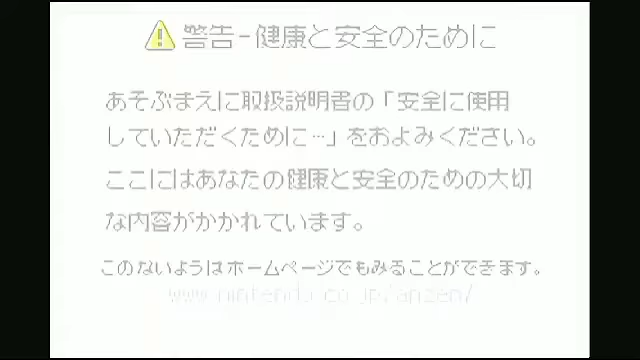 警告-健康と安全のために
あそぶまえに取扱説明書の「安全に使用
していただくために…」をおよみください。
ここにはあなたの健康と安全のための大切
な内容がかかれています。
このないようはホームページでもみることができます。
www.nintendo.co.jp/anzen/